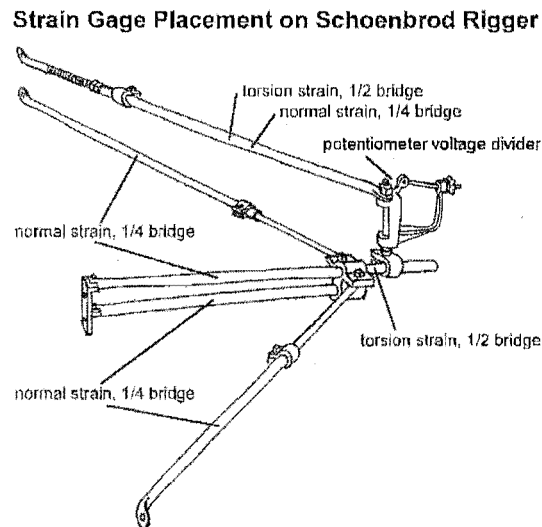 Strain Gage Placement on Schoenbrod Rigger
torsion strain, 1/2 bridge
normal strain, 1/4 bridge
potentiometer voltage divider
normal strain, 1/4 bridge
torsion strain, 1/2 bridge
normal strain, 1/4 bridge